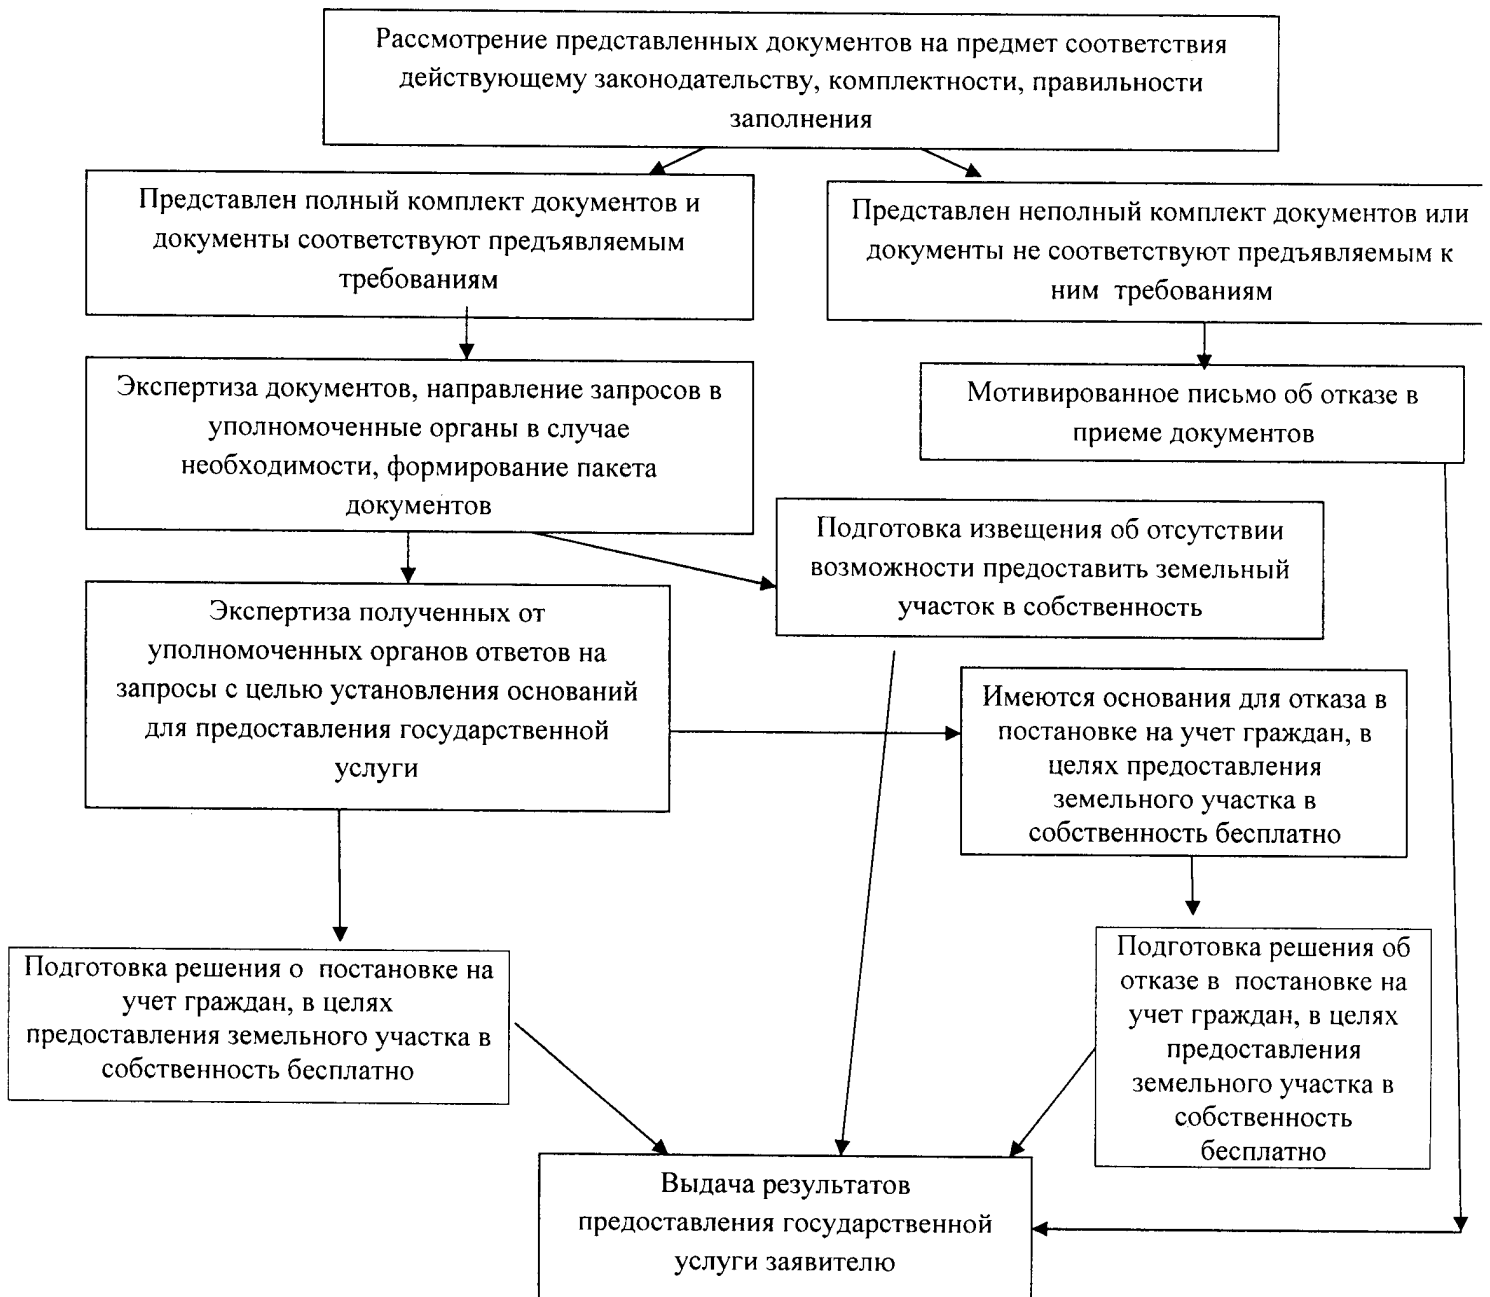 Рассмотрение представленных документов на предмет соответствия
действующему законодательству, комплектности, правильности
заполнения
Представлен полный комплект документов и
документы соответствуют предъявляемым
требованиям
Представлен неполный комплект документов или
документы не соответствуют предъявляемым к
ним требованиям
Экспертиза документов, направление запросов в
уполномоченные органы в случае
необходимости, формирование пакета
документов
Мотивированное письмо об отказе в
приеме документов
Подготовка извещения об отсутствии
возможности предоставить земельный
участок в собственность
Экспертиза полученных от
уполномоченных органов ответов на
запросы с целью установления оснований
для предоставления государственной
услуги
Имеются основания для отказа в
постановке на учет граждан, в
целях предоставления
земельного участка в
собственность бесплатно
Подготовка решения о постановке на
учет граждан, в целях
предоставления земельного участка в
собственность бесплатно
Подготовка решения об
отказе в постановке на
учет граждан, в целях
предоставления
земельного участка в
собственность
бесплатно
Выдача результатов
предоставления государственной
услуги заявителю